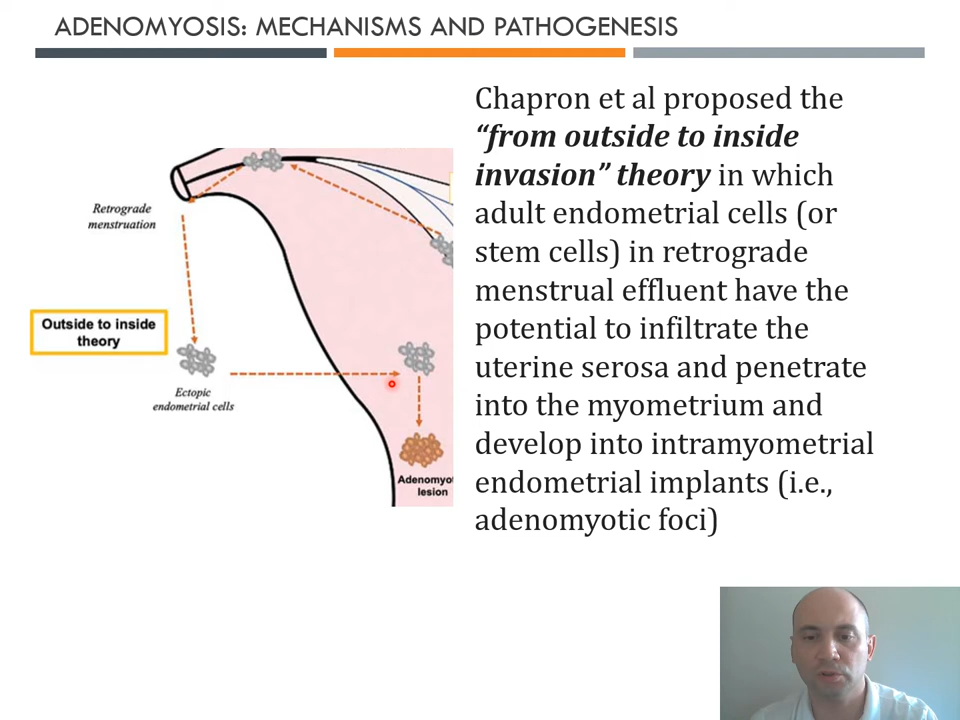 ADENOMYOSIS: MECHANISMS AND PATHOGENESIS
Retrograde
menstruation
Outside to inside
theory
Ectopic
endometrial cells
Adenomyot
lesion
Chapron et al proposed the
“from outside to inside
invasion” theory in which
adult endometrial cells (or
stem cells) in retrograde
menstrual effluent have the
potential to infiltrate the
uterine serosa and penetrate
into the myometrium and
develop into intramyometrial
endometrial implants (i.e.,
adenomyotic foci)